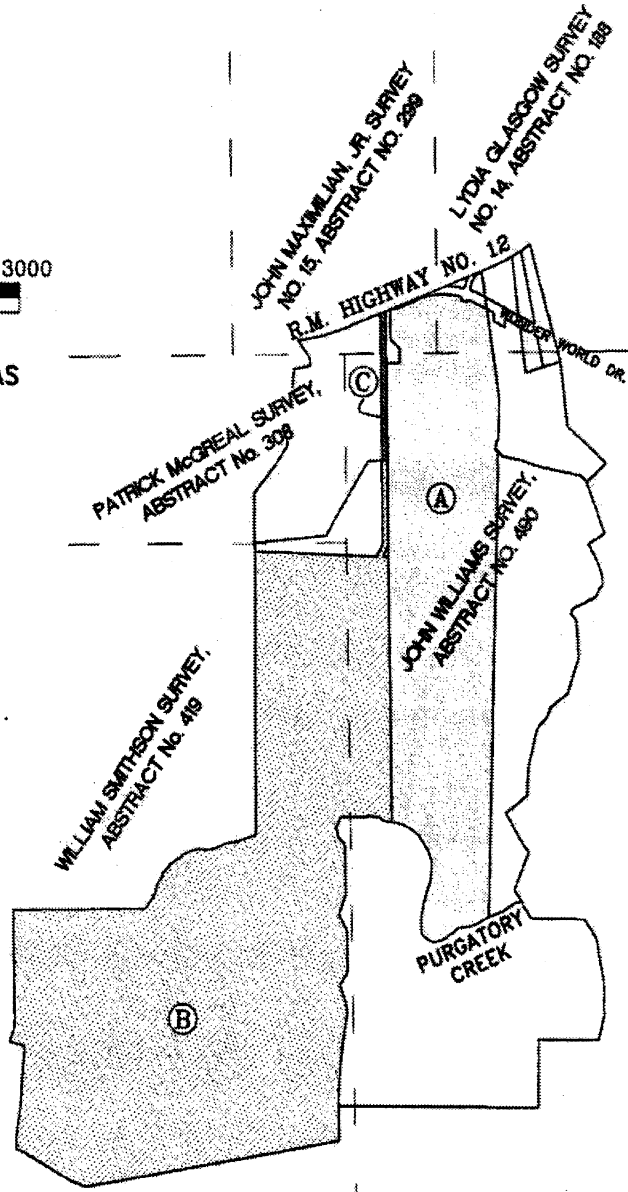 JOHN MAXIMILIAN, JR. SURVEY
NO. 15, ABSTRACT NO. 299
LYDIA GLASGOW SURVEY
NO. 14, ABSTRACT NO. 188
3000
R.M. HIGHWAY NO. 12
WONDER WORLD DR.
AS
C
PATRICK McGREAL SURVEY,
ABSTRACT No. 308
A
JOHN WILLIAMS SURVEY,
ABSTRACT NO. 490
WILLIAM SMITHSON SURVEY,
ABSTRACT No. 419
PURGATORY
CREEK
B